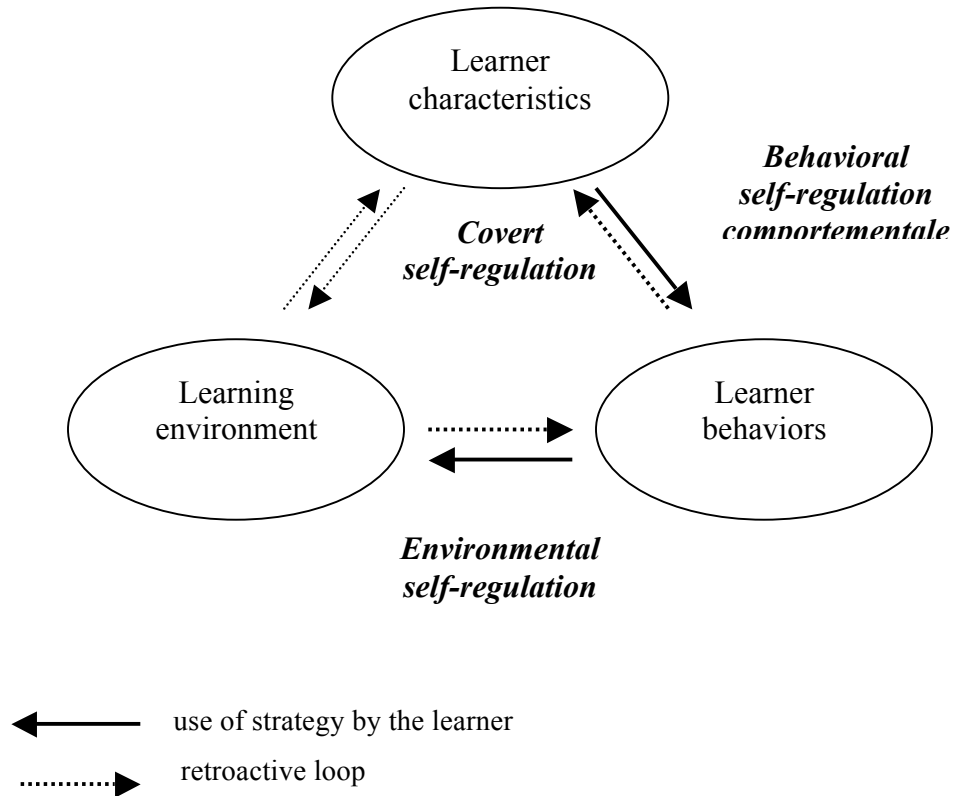 Learner
characteristics
Behavioral
self-regulation
comportementale
Covert
self-regulation
Learning
environment
Learner
behaviors
Environmental
self-regulation
use of strategy by the learner
retroactive loop